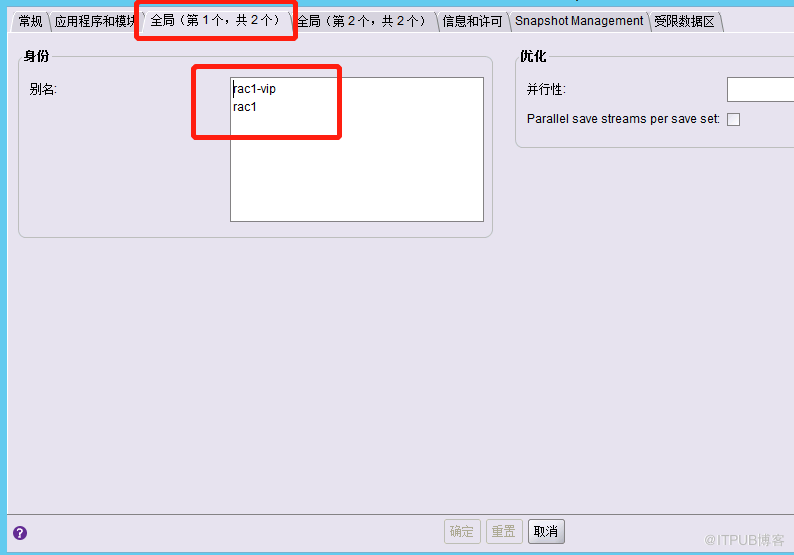 常规 应用程序和模块 全局（第 1 个，共 2 个） 全局（第 2 个，共 2 个） 信息和许可 Snapshot Management 受限数据区
身份
别名:
rac1-vip
rac1
优化
并行性:
Parallel save streams per save set:
?
确定 重置 取消
@ITPUB博客